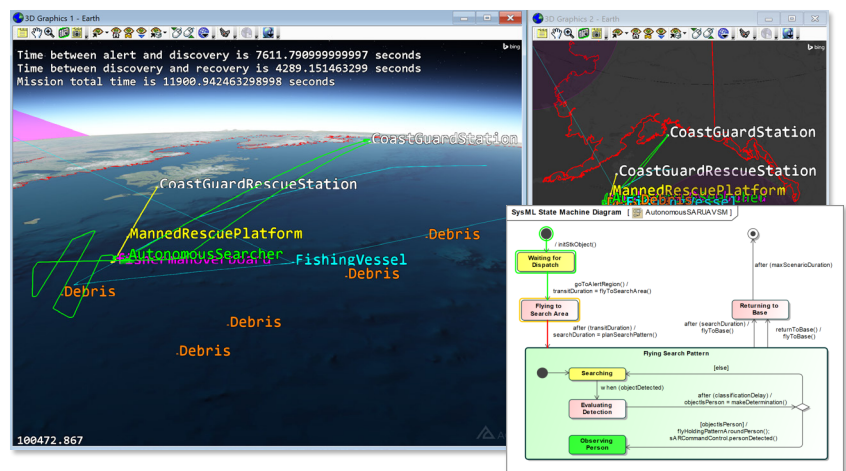 3D Graphics 1 - Earth
bing
Time between alert and discovery is 7611.790999999997 seconds
Time between discovery and recovery is 4289.151463299 seconds
Mission total time is 11900.942463298998 seconds
CoastGuardStation
CoastGuardRescueStation
MannedRescuePlatform
AutonomousSearcher
FishingVessel
Debris
Debris
Debris
Debris
Debris
100472.867
3D Graphics 2 - Earth
bing
CoastGuardStation
CoastGuardRescueStation
MannedRescuePlatform
SysML State Machine Diagram [ AutonomousSARUAVSM ]
/ initStkObject()
Waiting for
Dispatch
goToAlertRegion() /
transitDuration = flyToSearchArea()
Flying to
Search Area
after (transitDuration) /
searchDuration = planSearchPattern()
after (maxScenarioDuration)
Returning to
Base
after (searchDuration) /
flyToBase()
returnToBase() /
flyToBase()
Flying Search Pattern
Searching
[else]
when (objectDetected)
Evaluating
Detection
after (classificationDelay) /
objectIsPerson = makeDetermination()
[objectIsPerson] /
flyHoldingPatternAroundPerson();
sARCommandControl.personDetected()
Observing
Person